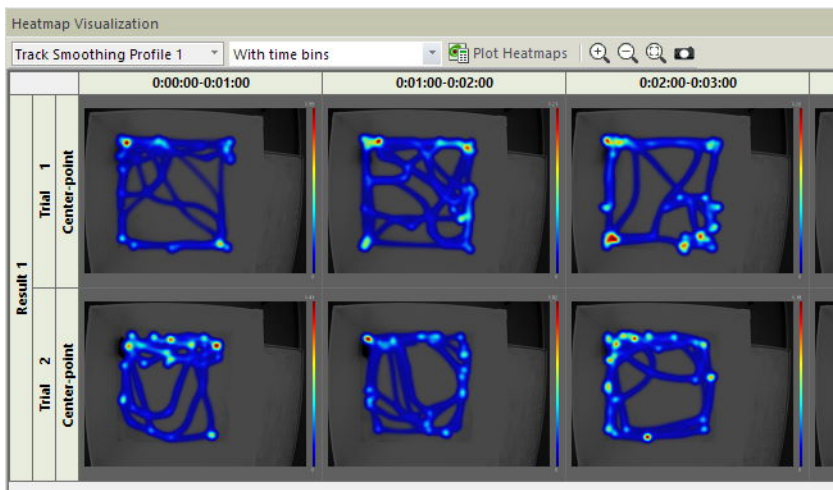 Heatmap Visualization
Track Smoothing Profile 1
With time bins
Plot Heatmaps
0:00:00-0:01:00
0:01:00-0:02:00
0:02:00-0:03:00
Result 1
Trial 1
Center-point
Trial 2
Center-point